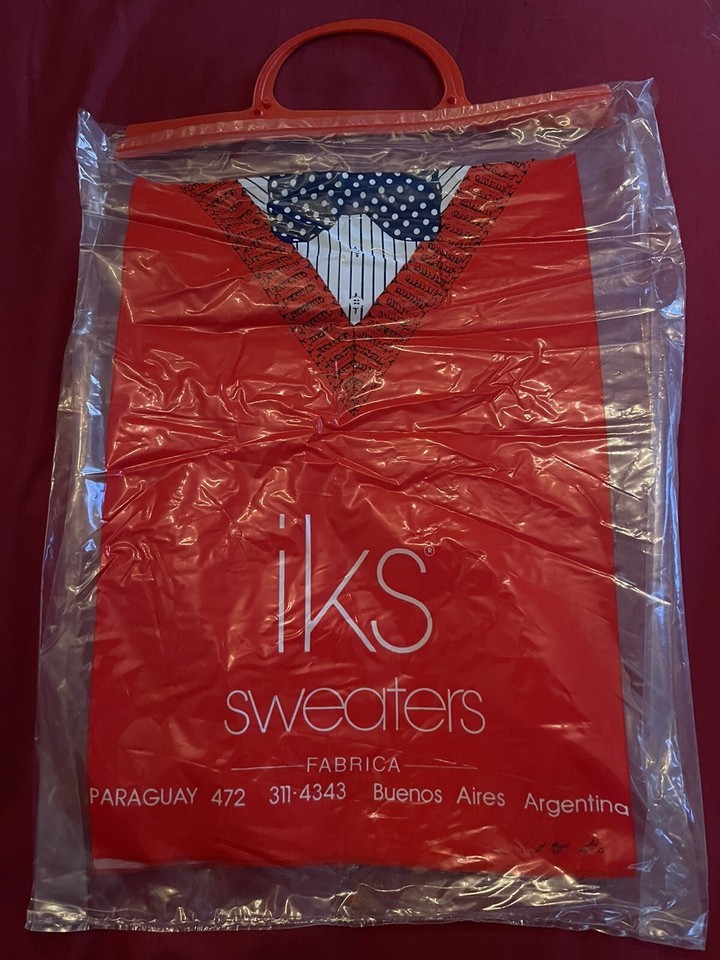 iks®
sweaters
FABRICA
PARAGUAY 472 311-4343 Buenos Aires Argentina